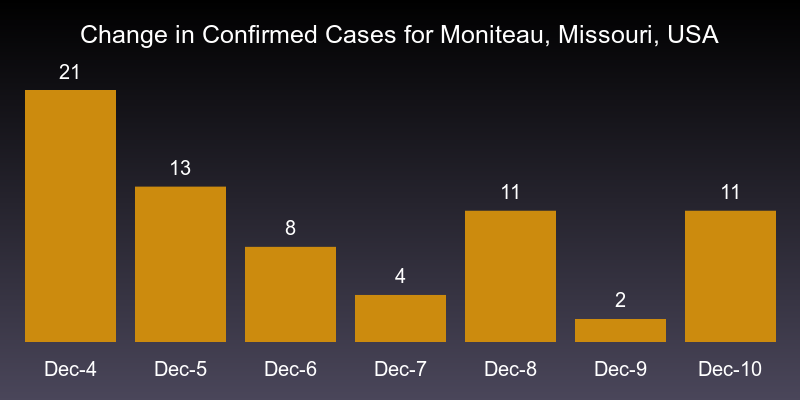 Change in Confirmed Cases for Moniteau, Missouri, USA
21
13
8
4
11
2
11
Dec-4
Dec-5
Dec-6
Dec-7
Dec-8
Dec-9
Dec-10